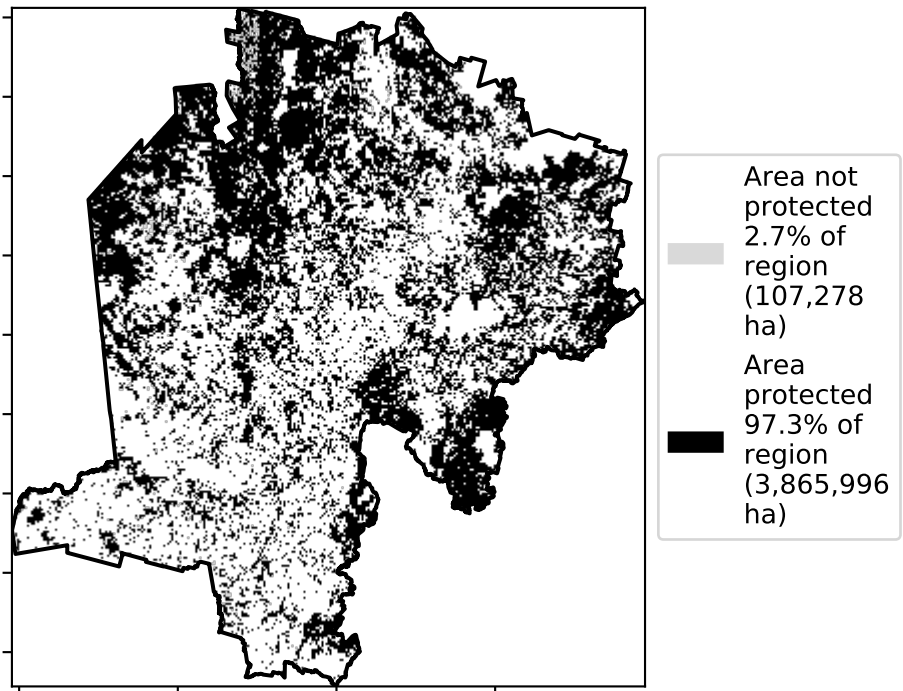 Area not
protected
2.7% of
region
(107,278
ha)
Area
protected
97.3% of
region
(3,865,996
ha)